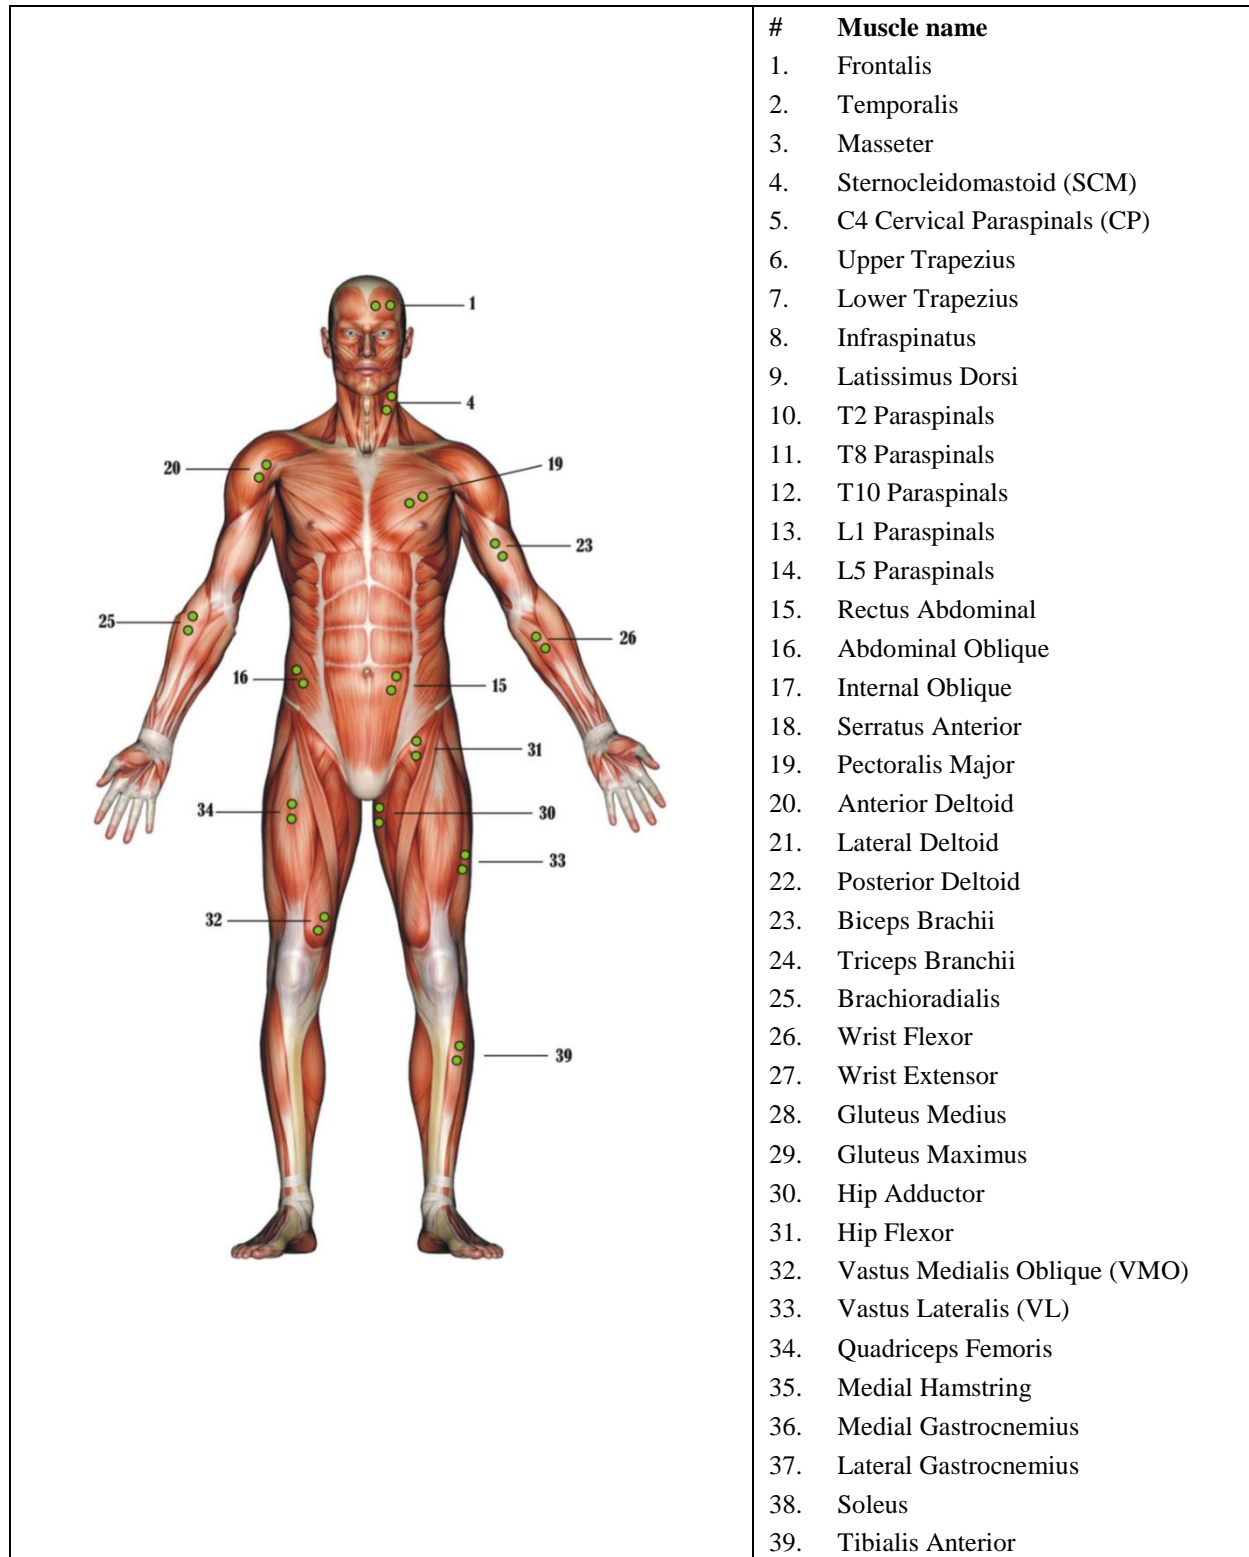 1
4
20
19
23
25
26
16
15
31
34
30
33
32
39
# Muscle name
1. Frontalis
2. Temporalis
3. Masseter
4. Sternocleidomastoid (SCM)
5. C4 Cervical Paraspinals (CP)
6. Upper Trapezius
7. Lower Trapezius
8. Infraspinatus
9. Latissimus Dorsi
10. T2 Paraspinals
11. T8 Paraspinals
12. T10 Paraspinals
13. L1 Paraspinals
14. L5 Paraspinals
15. Rectus Abdominal
16. Abdominal Oblique
17. Internal Oblique
18. Serratus Anterior
19. Pectoralis Major
20. Anterior Deltoid
21. Lateral Deltoid
22. Posterior Deltoid
23. Biceps Brachii
24. Triceps Branchii
25. Brachioradialis
26. Wrist Flexor
27. Wrist Extensor
28. Gluteus Medius
29. Gluteus Maximus
30. Hip Adductor
31. Hip Flexor
32. Vastus Medialis Oblique (VMO)
33. Vastus Lateralis (VL)
34. Quadriceps Femoris
35. Medial Hamstring
36. Medial Gastrocnemius
37. Lateral Gastrocnemius
38. Soleus
39. Tibialis Anterior